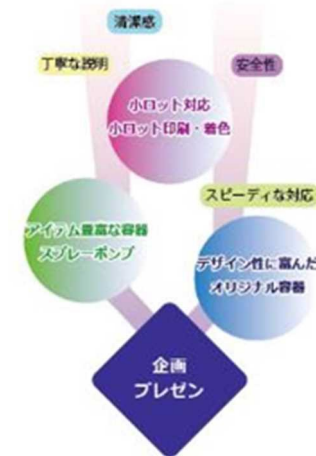 清潔感
丁寧な説明
安全性
小ロット対応
小ロット印刷・着色
スピーディな対応
アイテム豊富な容器
スプレーポンプ
デザイン性に富んだ
オリジナル容器
企画
プレゼン